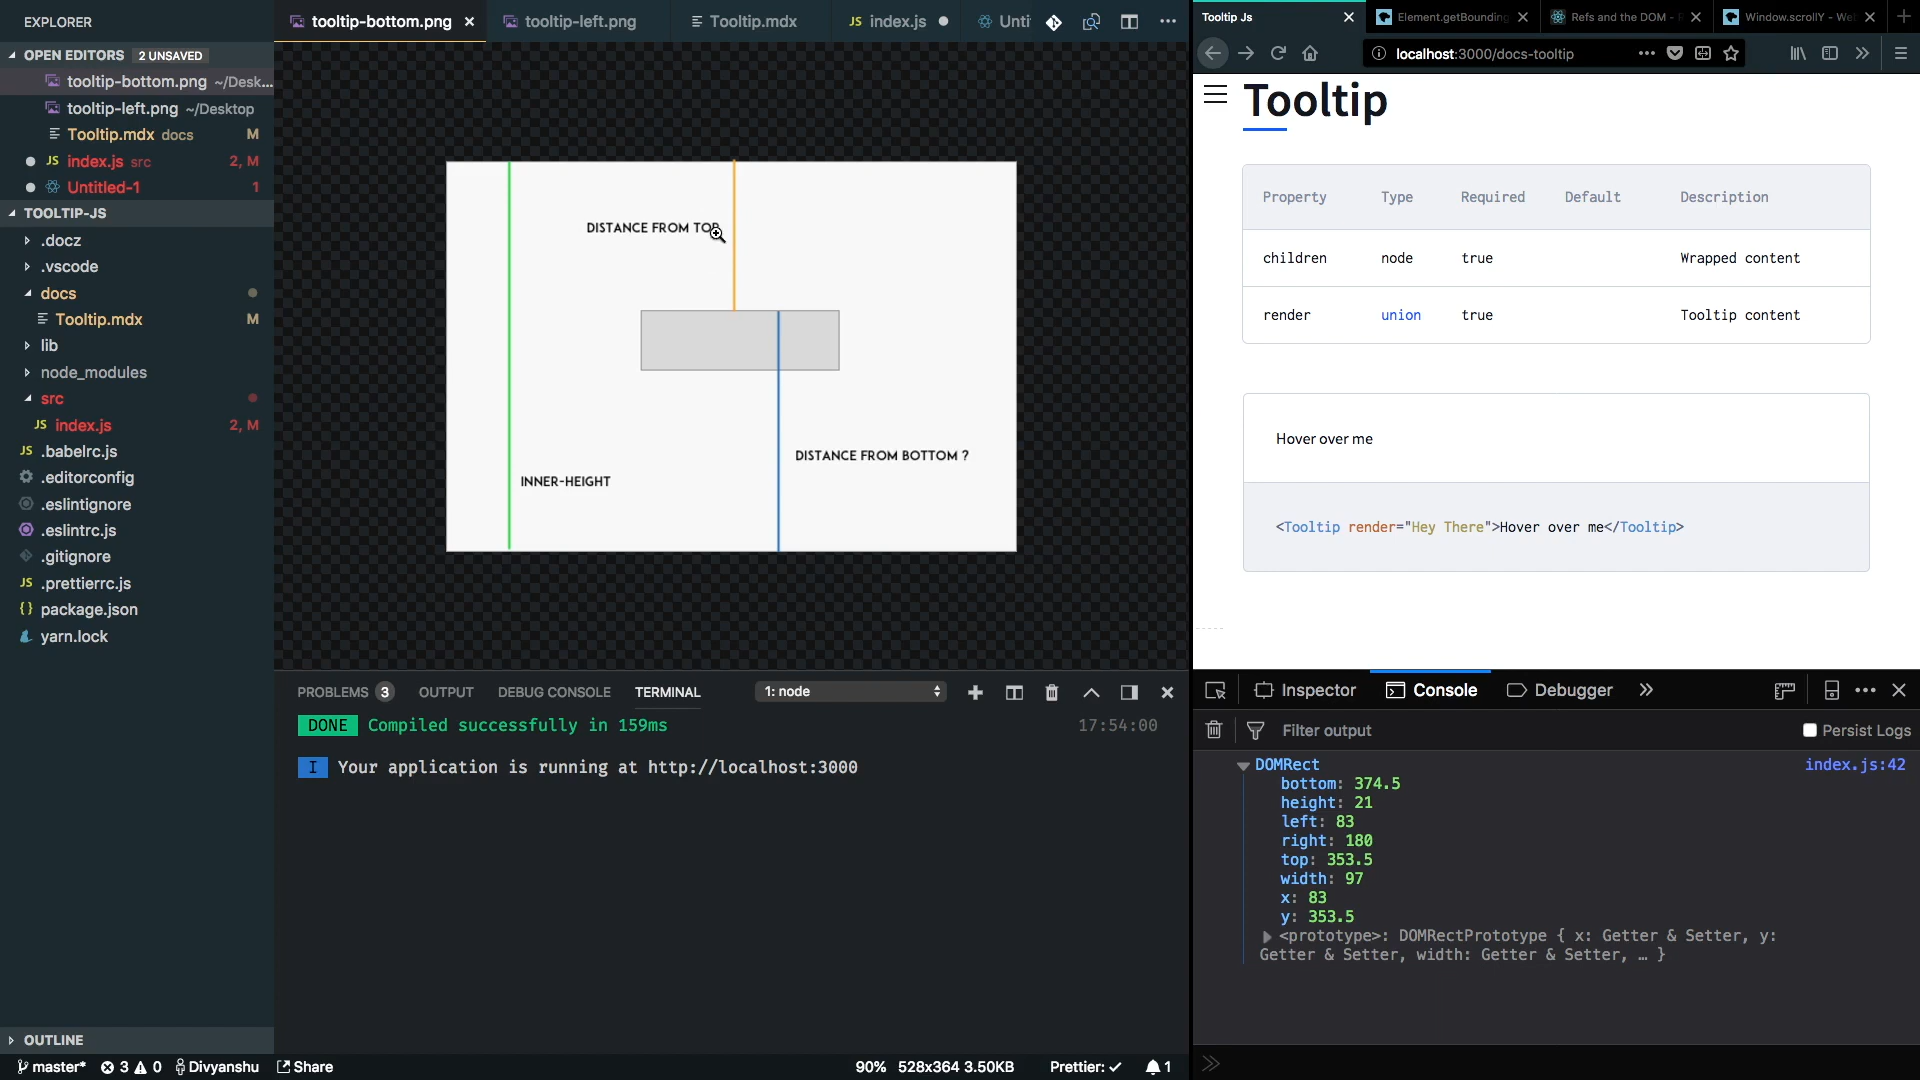 EXPLORER
OPEN EDITORS 2 UNSAVED
tooltip-bottom.png ~/Desk...
tooltip-left.png ~/Desktop
Tooltip.mdx docs M
JS index.js src 2, M
Untitled-1 1
TOOLTIP-JS
.docz
.vscode
docs
Tooltip.mdx M
lib
node_modules
src
JS index.js 2, M
JS .babelrc.js
.editorconfig
.eslintignore
.eslintrc.js
.gitignore
JS .prettierrc.js
{} package.json
yarn.lock
OUTLINE
master* 3 0 Divyanshu Share
tooltip-bottom.png tooltip-left.png Tooltip.mdx JS index.js Unti
DISTANCE FROM TOP
DISTANCE FROM BOTTOM ?
INNER-HEIGHT
PROBLEMS 3 OUTPUT DEBUG CONSOLE TERMINAL 1: node
DONE Compiled successfully in 159ms 17:54:00
I Your application is running at http://localhost:3000
90% 528x364 3.50KB Prettier: ✓ 1
Tooltip Js Element.getBounding Refs and the DOM - Window.scrollY - We
localhost:3000/docs-tooltip
Tooltip
Property Type Required Default Description
children node true Wrapped content
render union true Tooltip content
Hover over me
<Tooltip render="Hey There">Hover over me</Tooltip>
Inspector Console Debugger
Filter output Persist Logs
DOMRect index.js:42
bottom: 374.5
height: 21
left: 83
right: 180
top: 353.5
width: 97
x: 83
y: 353.5
<prototype>: DOMRectPrototype { x: Getter & Setter, y:
Getter & Setter, width: Getter & Setter, … }